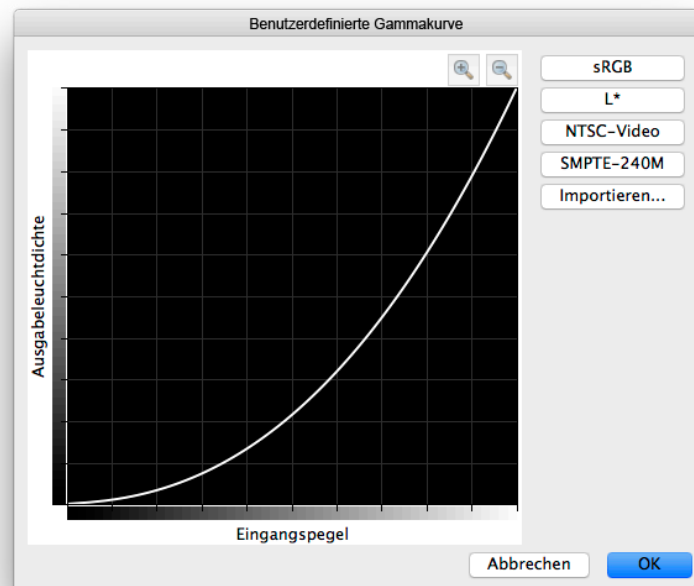 Benutzerdefinierte Gammakurve
sRGB
L*
NTSC-Video
SMPTE-240M
Importieren...
Ausgabeleuchtdichte
Eingangspegel
Abbrechen
OK